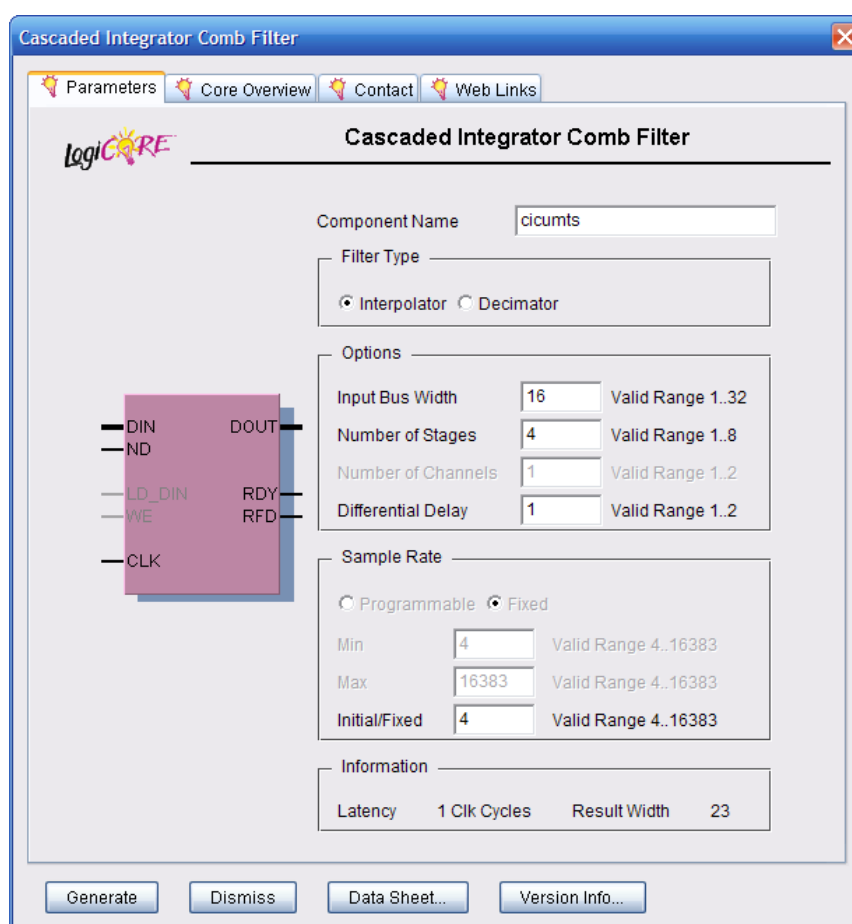 Cascaded Integrator Comb Filter
Parameters Core Overview Contact Web Links
LogiCORE Cascaded Integrator Comb Filter
Component Name cicumts
Filter Type
Interpolator Decimator
Options
Input Bus Width 16 Valid Range 1..32
DIN DOUT Number of Stages 4 Valid Range 1..8
ND
Number of Channels 1 Valid Range 1..2
LD_DIN RDY
WE RFD Differential Delay 1 Valid Range 1..2
CLK Sample Rate
Programmable Fixed
Min 4 Valid Range 4..16383
Max 16383 Valid Range 4..16383
Initial/Fixed 4 Valid Range 4..16383
Information
Latency 1 Clk Cycles Result Width 23
Generate Dismiss Data Sheet... Version Info...